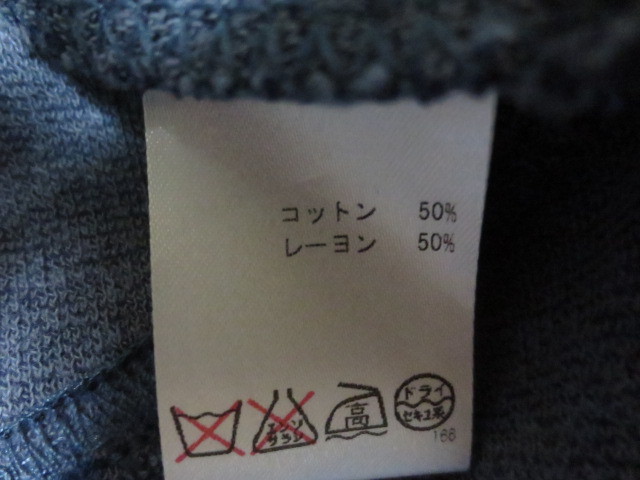 コットン 50%
レーヨン 50%
エンソ
サラシ
高
ドライ
セキユ系
166